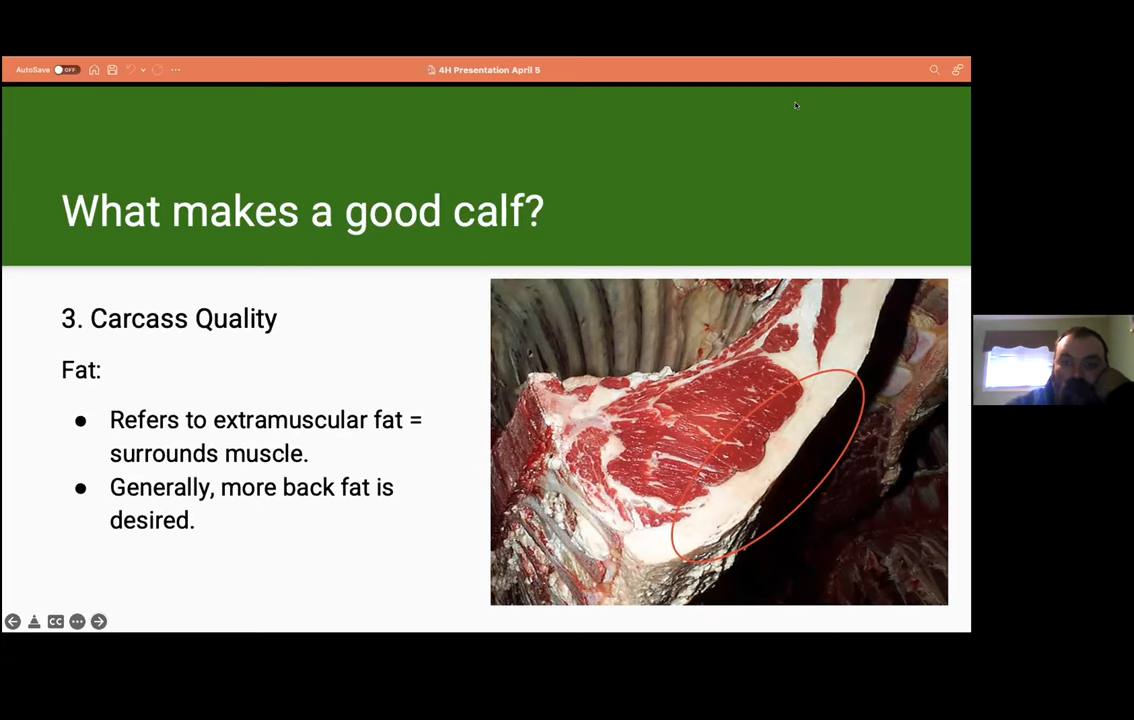 AutoSave OFF
4H Presentation April 5
What makes a good calf?
3. Carcass Quality
Fat:
● Refers to extramuscular fat =
surrounds muscle.
● Generally, more back fat is
desired.
CC